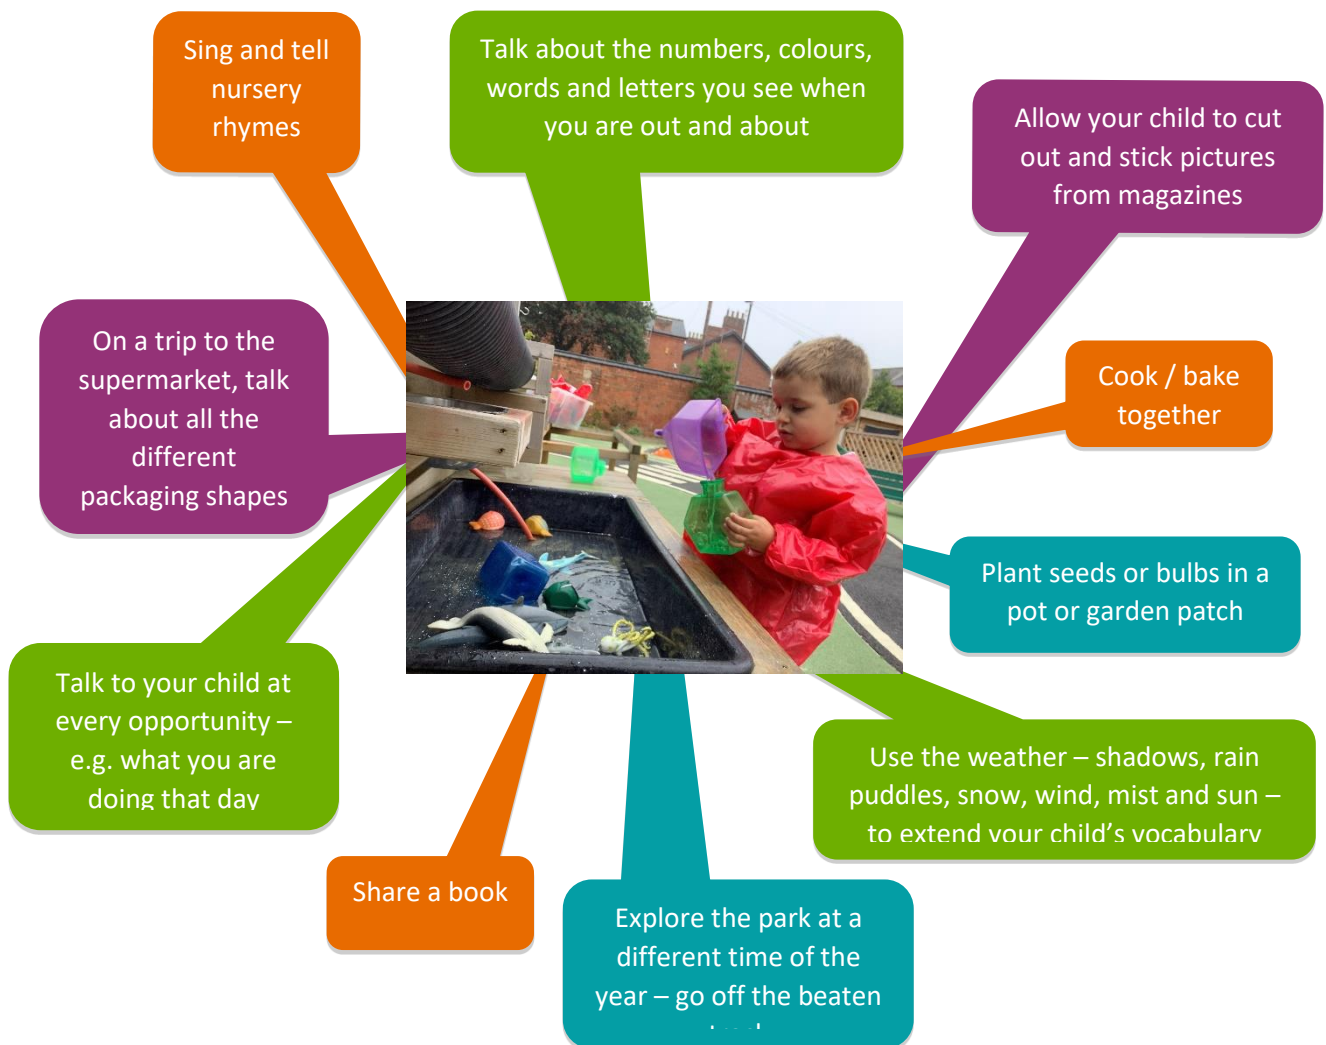 Sing and tell
nursery
rhymes
Talk about the numbers, colours,
words and letters you see when
you are out and about
Allow your child to cut
out and stick pictures
from magazines
On a trip to the
supermarket, talk
about all the
different
packaging shapes
Cook / bake
together
Plant seeds or bulbs in a
pot or garden patch
Talk to your child at
every opportunity –
e.g. what you are
doing that day
Use the weather – shadows, rain
puddles, snow, wind, mist and sun –
to extend your child’s vocabulary
Share a book
Explore the park at a
different time of the
year – go off the beaten